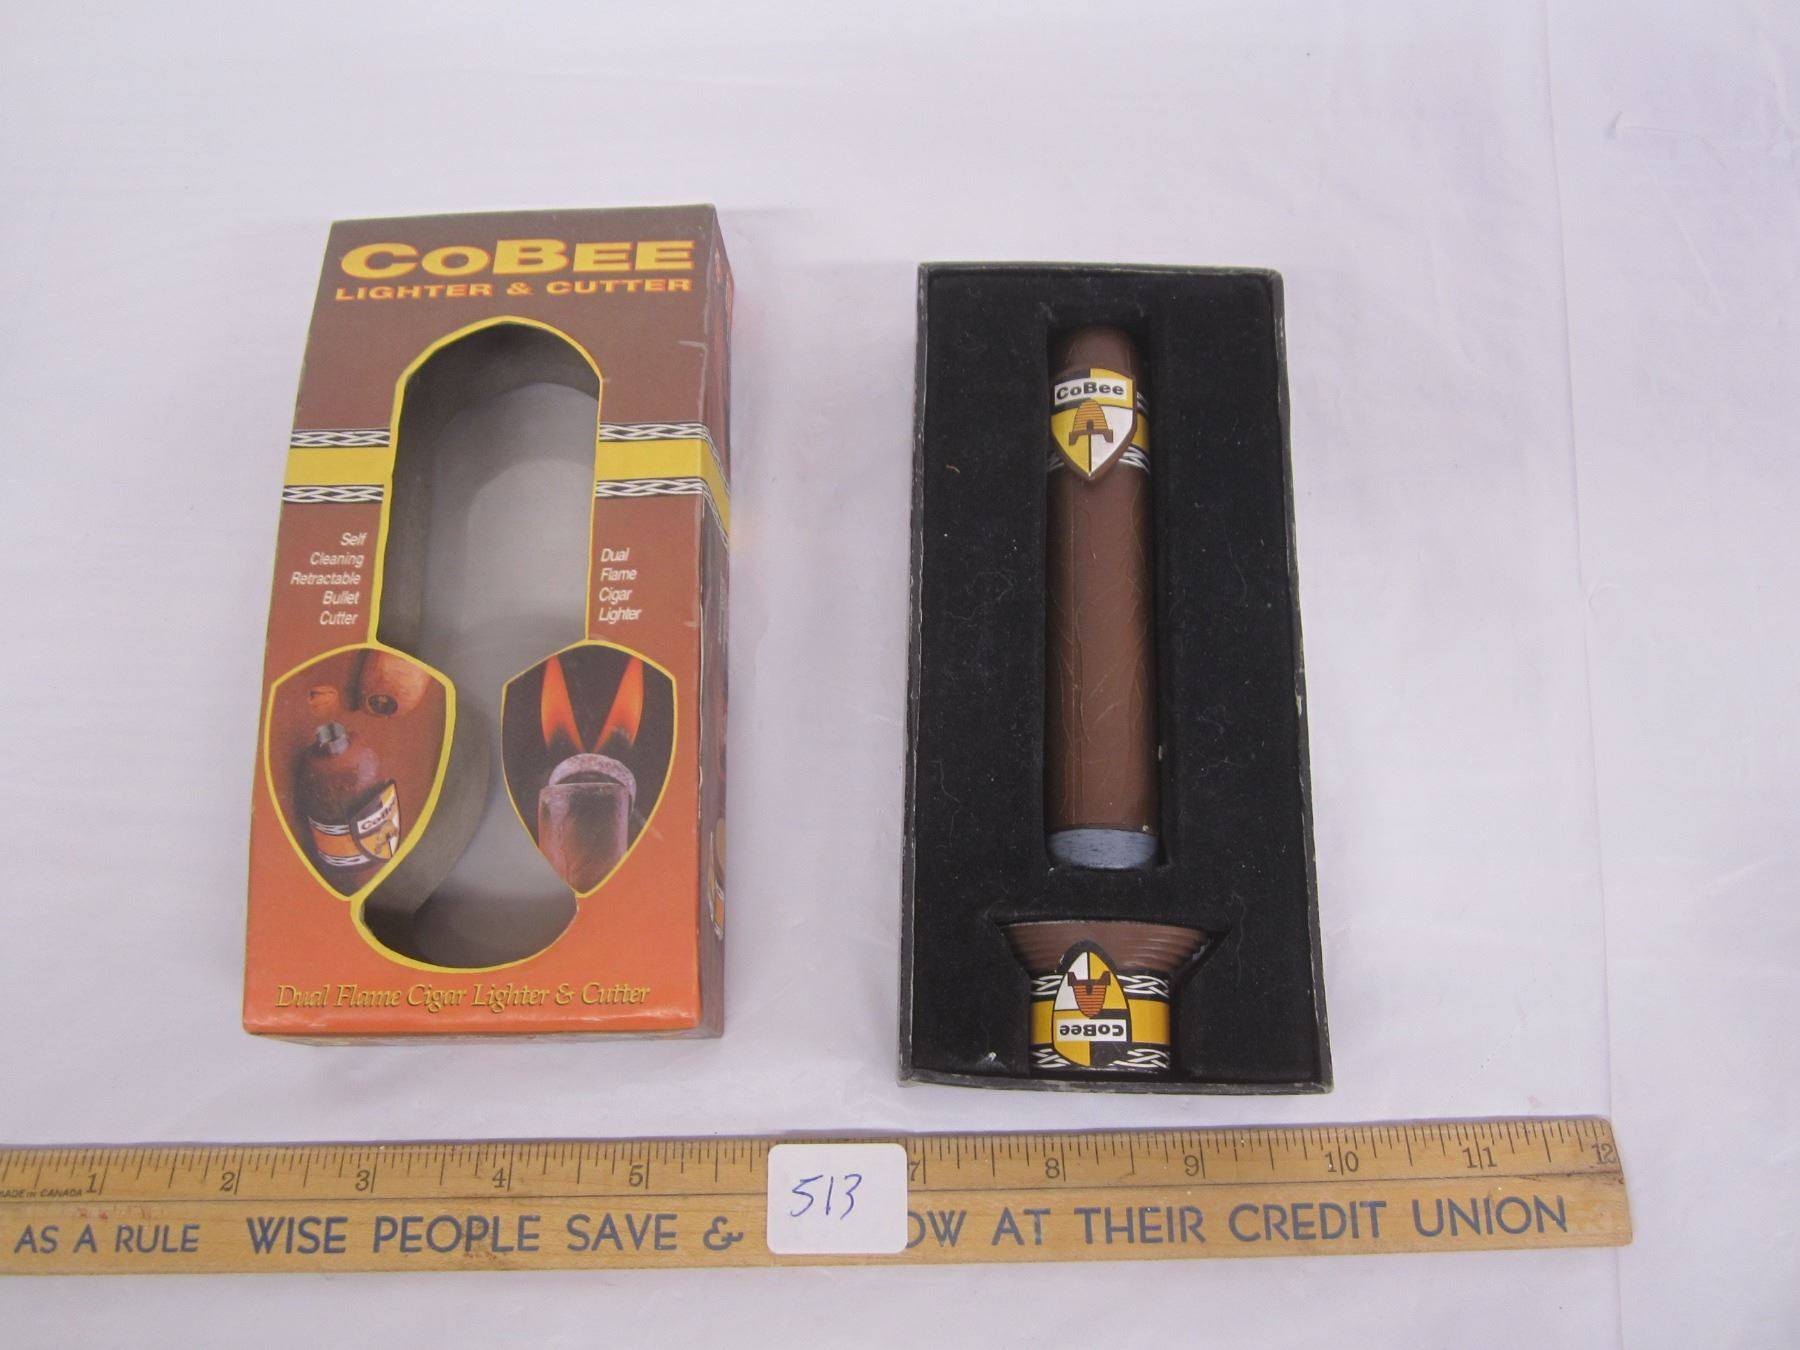 COBEE
LIGHTER & CUTTER
Self
Cleaning
Retractable
Bullet
Cutter
Dual
Flame
Cigar
Lighter
Dual Flame Cigar Lighter & Cutter
CoBee
CoBee
MADE IN CANADA
1 2 3 4 5 7 8 9 10 11 12
513
AS A RULE WISE PEOPLE SAVE & OW AT THEIR CREDIT UNION